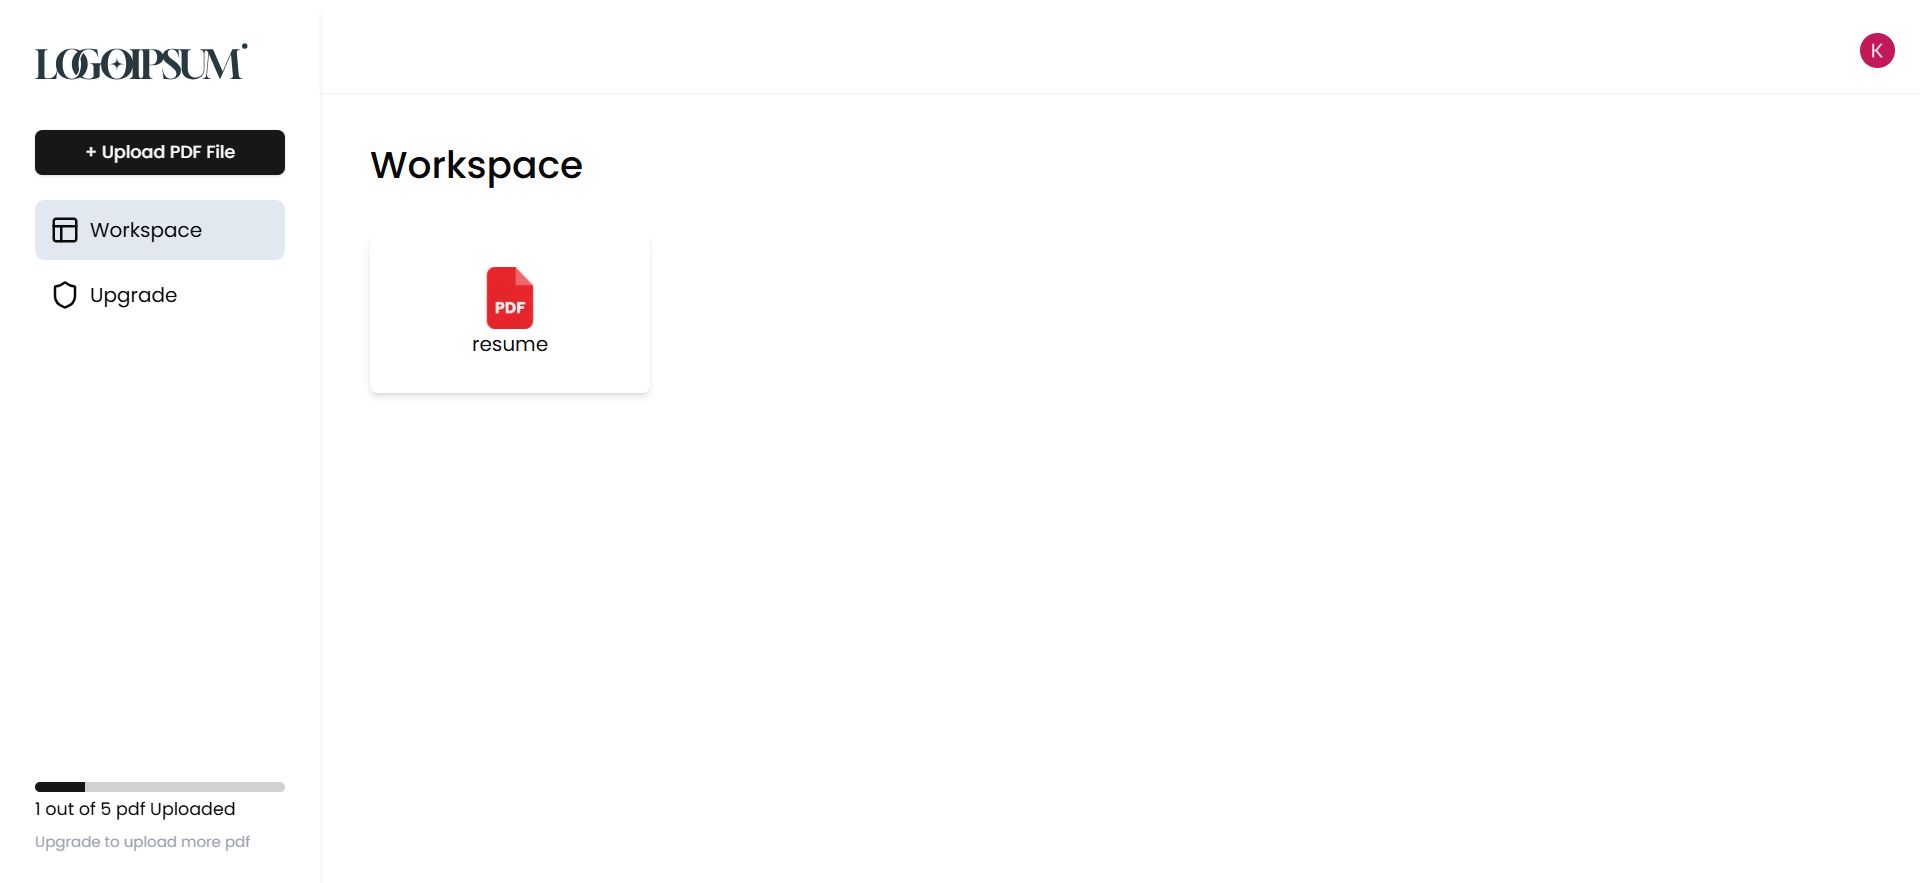 LOGOIPSUM
+ Upload PDF File
Workspace
Upgrade
1 out of 5 pdf Uploaded
Upgrade to upload more pdf
K
Workspace
PDF
resume